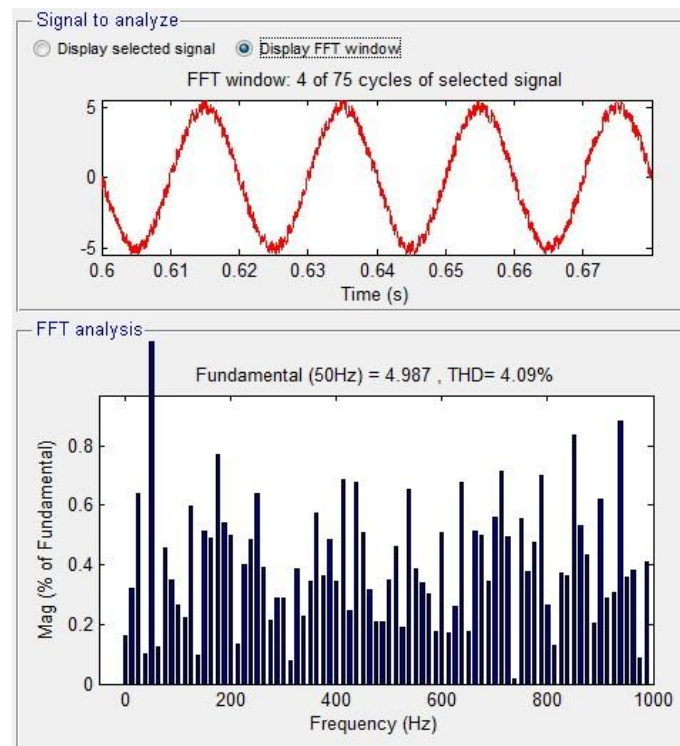 Signal to analyze
Display selected signal Display FFT window
FFT window: 4 of 75 cycles of selected signal
5
0
-5
0.6 0.61 0.62 0.63 0.64 0.65 0.66 0.67
Time (s)
FFT analysis
Fundamental (50Hz) = 4.987 , THD= 4.09%
Mag (% of Fundamental)
0.8
0.6
0.4
0.2
0
0 200 400 600 800 1000
Frequency (Hz)